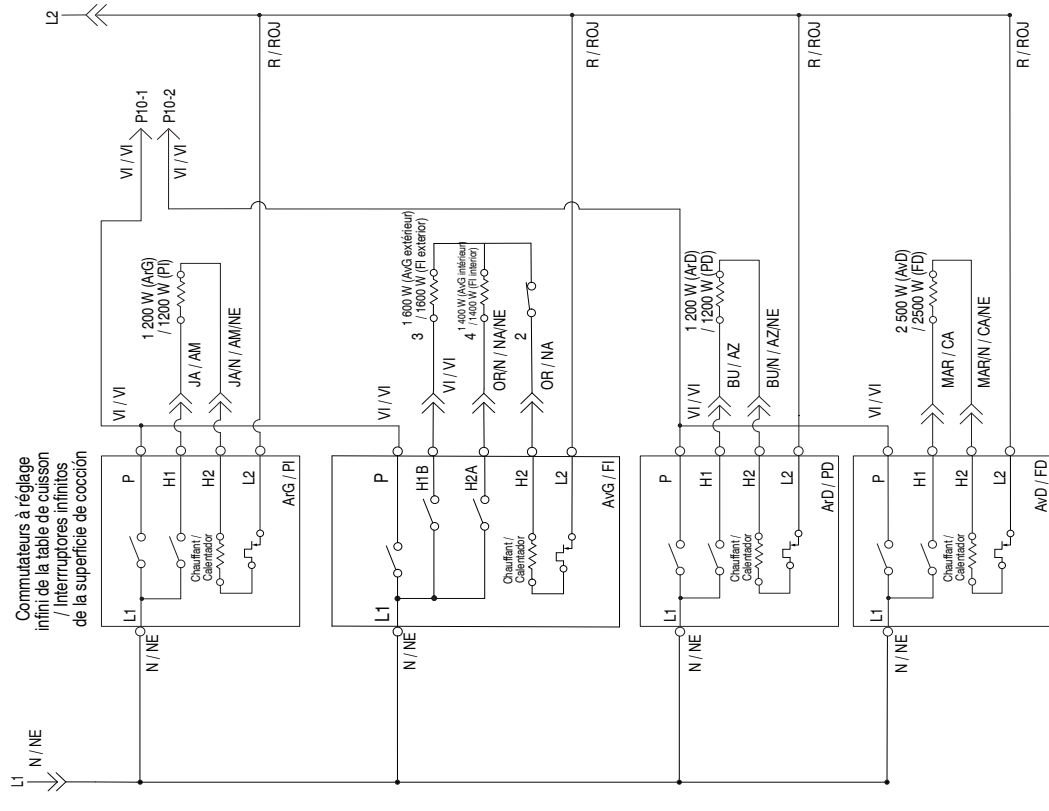 Commutateurs à réglage
infini de la table de cuisson
/ Interrruptores infinitos
de la superficie de cocción
L1
N / NE
L2
VI / VI
P10-1
VI / VI
P10-2
N / NE
L1
P
H1
H2
L2
Chauffant /
Calentador
ArG / PI
VI / VI
JA / AM
JA/N / AM/NE
1 200 W (ArG)
/ 1200 W (PI)
R / ROJ
N / NE
L1
P
H1B
H2A
H2
L2
Chauffant /
Calentador
AvG / FI
VI / VI
VI / VI
OR/N / NA/NE
OR / NA
3
4
2
1 600 W (AvG extérieur)
/ 1600 W (FI exterior)
1 400 W (AvG intérieur)
/ 1400 W (FI interior)
R / ROJ
N / NE
L1
P
H1
H2
L2
Chauffant /
Calentador
ArD / PD
VI / VI
BU / AZ
BU/N / AZ/NE
1 200 W (ArD)
/ 1200 W (PD)
R / ROJ
N / NE
L1
P
H1
H2
L2
Chauffant /
Calentador
AvD / FD
VI / VI
MAR / CA
MAR/N / CA/NE
2 500 W (AvD)
/ 2500 W (FD)
R / ROJ